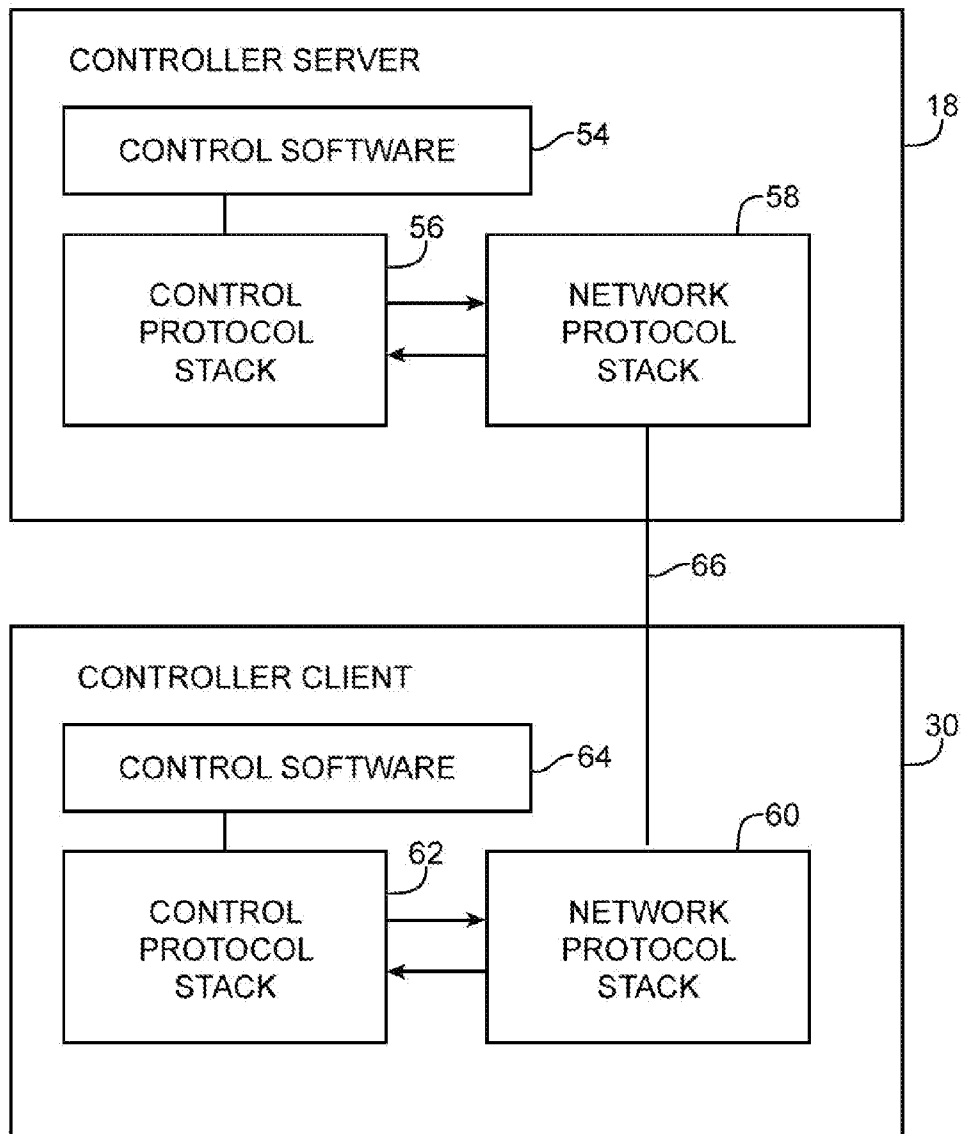 CONTROLLER SERVER
18
CONTROL SOFTWARE
54
56
58
CONTROL
PROTOCOL
STACK
NETWORK
PROTOCOL
STACK
66
CONTROLLER CLIENT
30
CONTROL SOFTWARE
64
62
60
CONTROL
PROTOCOL
STACK
NETWORK
PROTOCOL
STACK